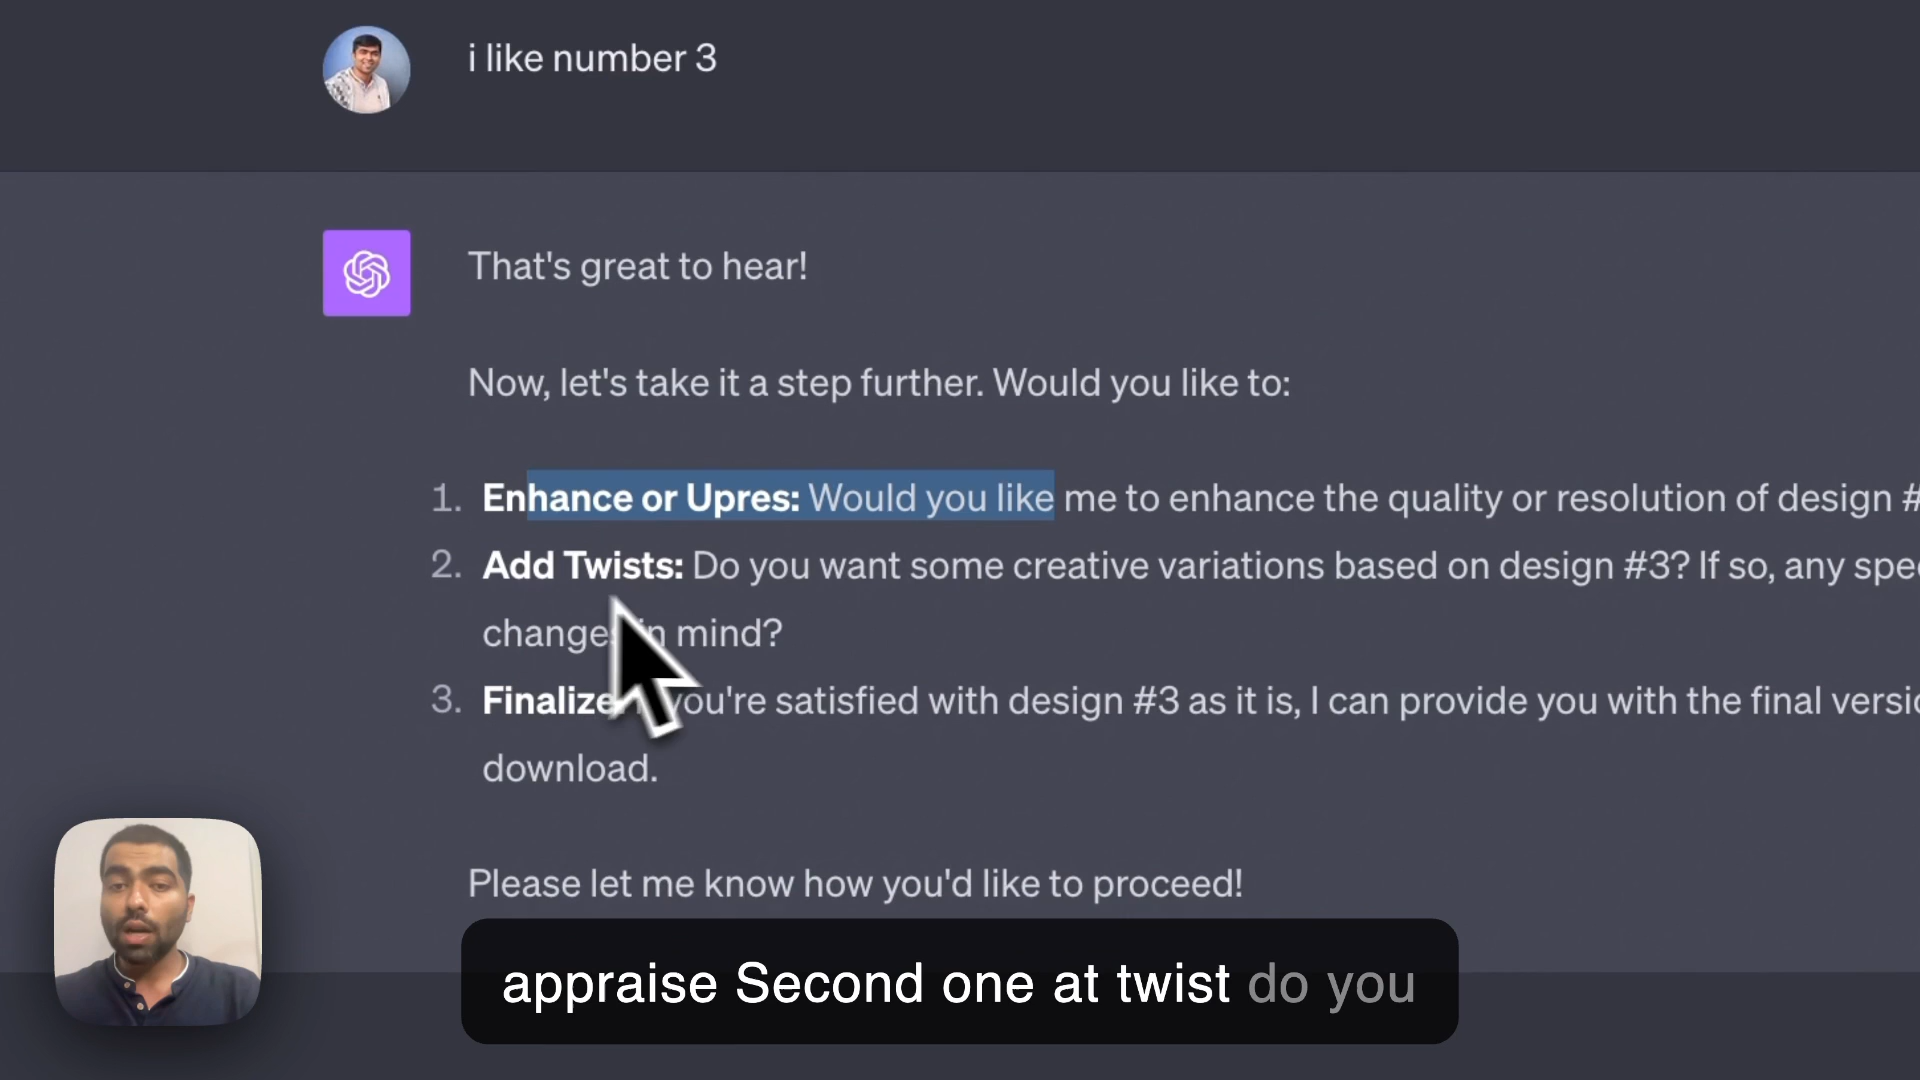 i like number 3
That's great to hear!
Now, let's take it a step further. Would you like to:
1. Enhance or Upres: Would you like me to enhance the quality or resolution of design #
2. Add Twists: Do you want some creative variations based on design #3? If so, any
changes in mind?
3. Finalize you're satisfied with design #3 as it is, I can provide you with the final
download.
Please let me know how you'd like to proceed!
appraise Second one at twist do you